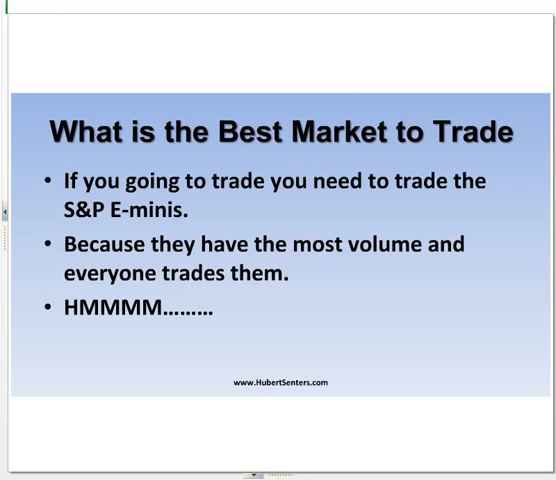 What is the Best Market to Trade
• If you going to trade you need to trade the
S&P E-minis.
• Because they have the most volume and
everyone trades them.
• HMMMM………
www.HubertSenters.com